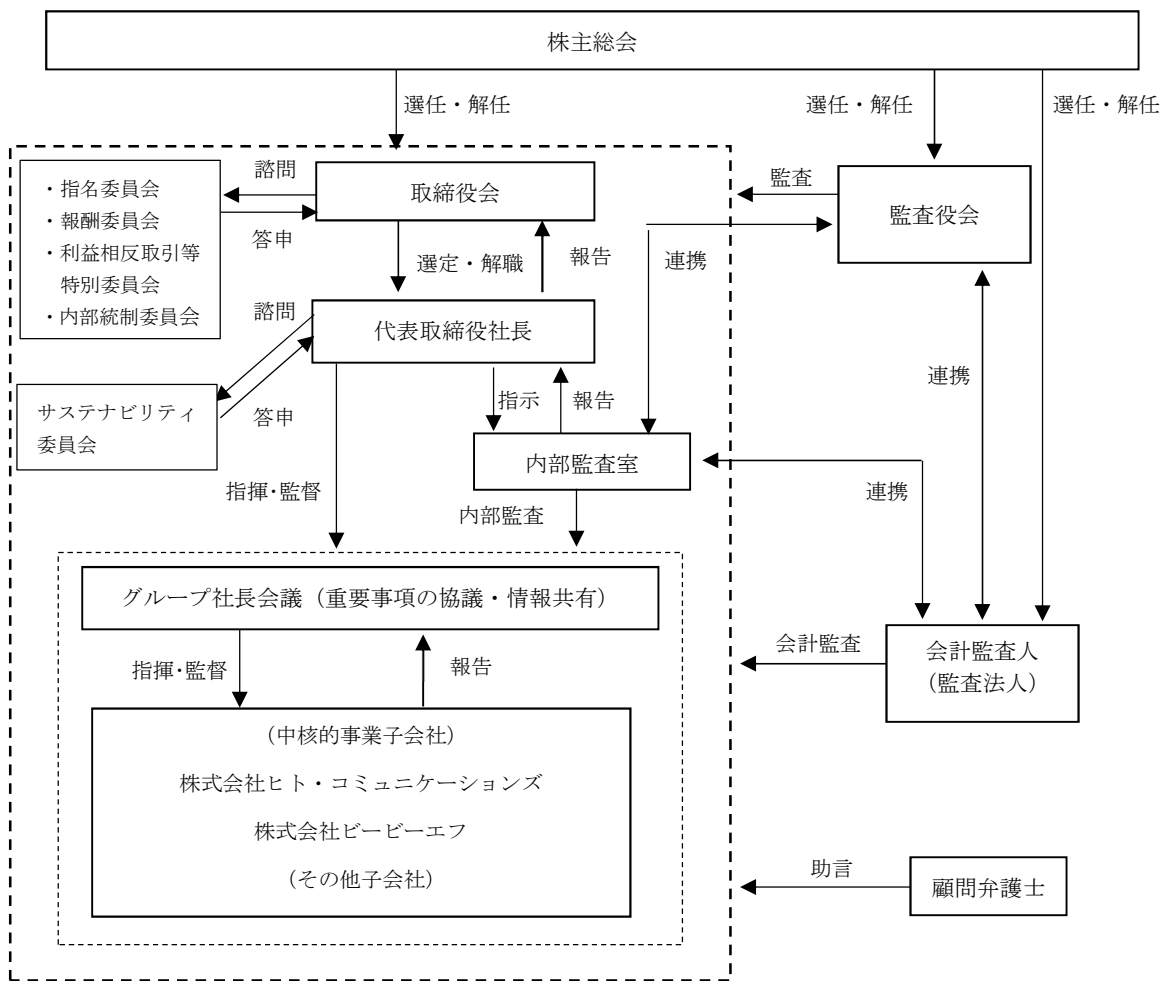 株主総会
選任・解任
選任・解任
選任・解任
・指名委員会
・報酬委員会
・利益相反取引等
特別委員会
・内部統制委員会
諮問
答申
取締役会
監査
監査役会
連携
選定・解職
報告
諮問
代表取締役社長
答申
サステナビリティ
委員会
指示
報告
連携
内部監査室
連携
指揮・監督
内部監査
グループ社長会議（重要事項の協議・情報共有）
指揮・監督
報告
会計監査
会計監査人
（監査法人）
（中核的事業子会社）
株式会社ヒト・コミュニケーションズ
株式会社ビービーエフ
（その他子会社）
助言
顧問弁護士